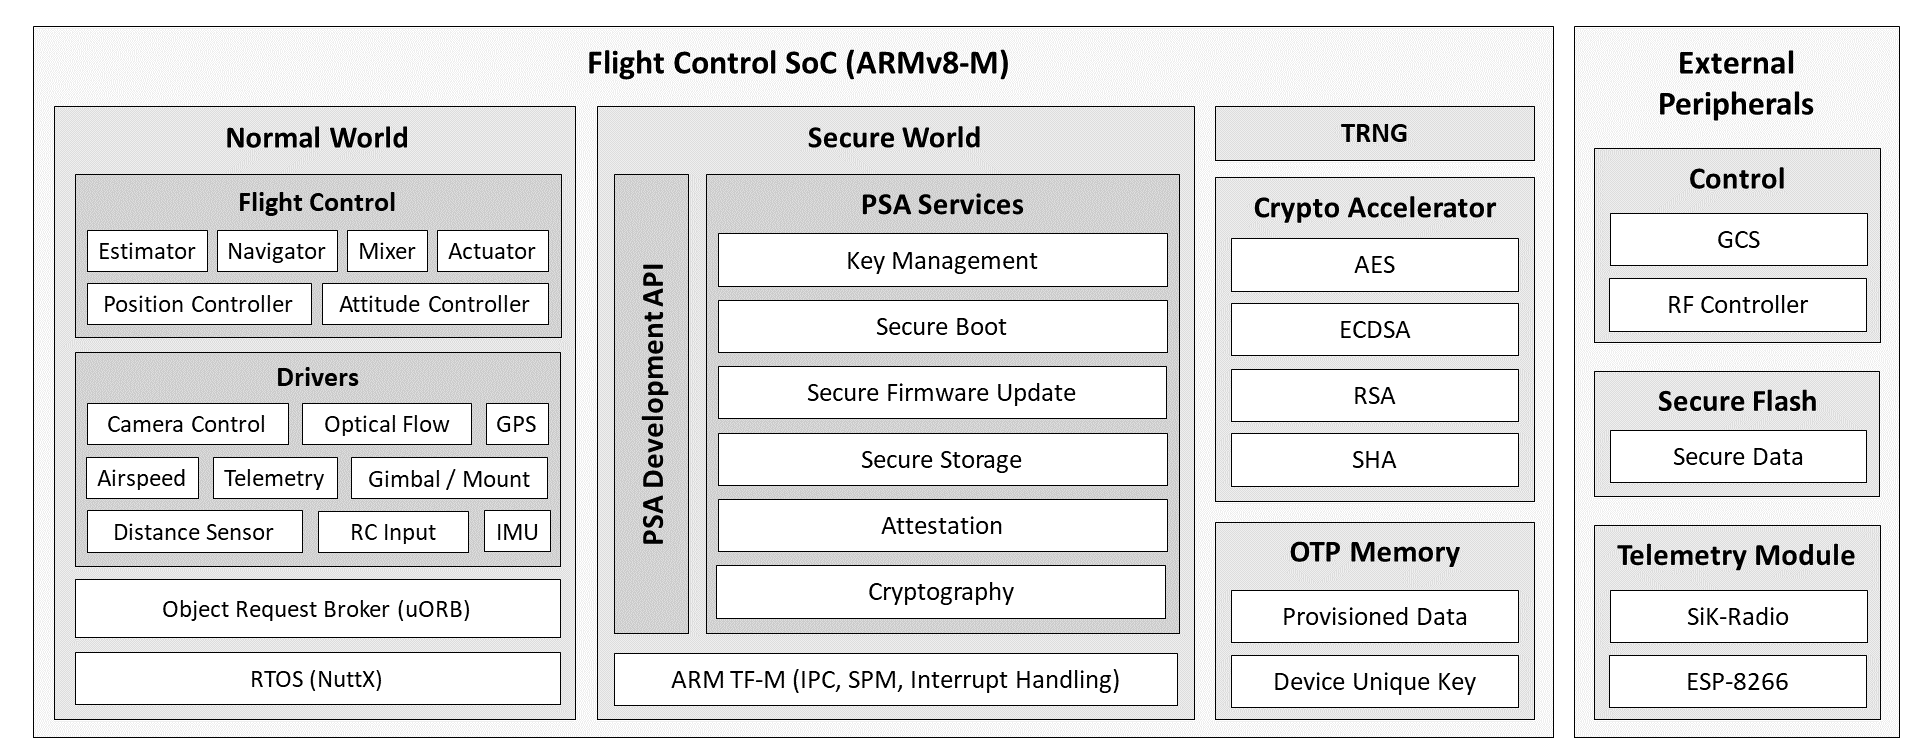 Flight Control SoC (ARMv8-M)
Normal World
Flight Control
Estimator
Navigator
Mixer
Actuator
Position Controller
Attitude Controller
Drivers
Camera Control
Optical Flow
GPS
Airspeed
Telemetry
Gimbal / Mount
Distance Sensor
RC Input
IMU
Object Request Broker (uORB)
RTOS (NuttX)
Secure World
PSA Development API
PSA Services
Key Management
Secure Boot
Secure Firmware Update
Secure Storage
Attestation
Cryptography
ARM TF-M (IPC, SPM, Interrupt Handling)
TRNG
Crypto Accelerator
AES
ECDSA
RSA
SHA
OTP Memory
Provisioned Data
Device Unique Key
External
Peripherals
Control
GCS
RF Controller
Secure Flash
Secure Data
Telemetry Module
SiK-Radio
ESP-8266